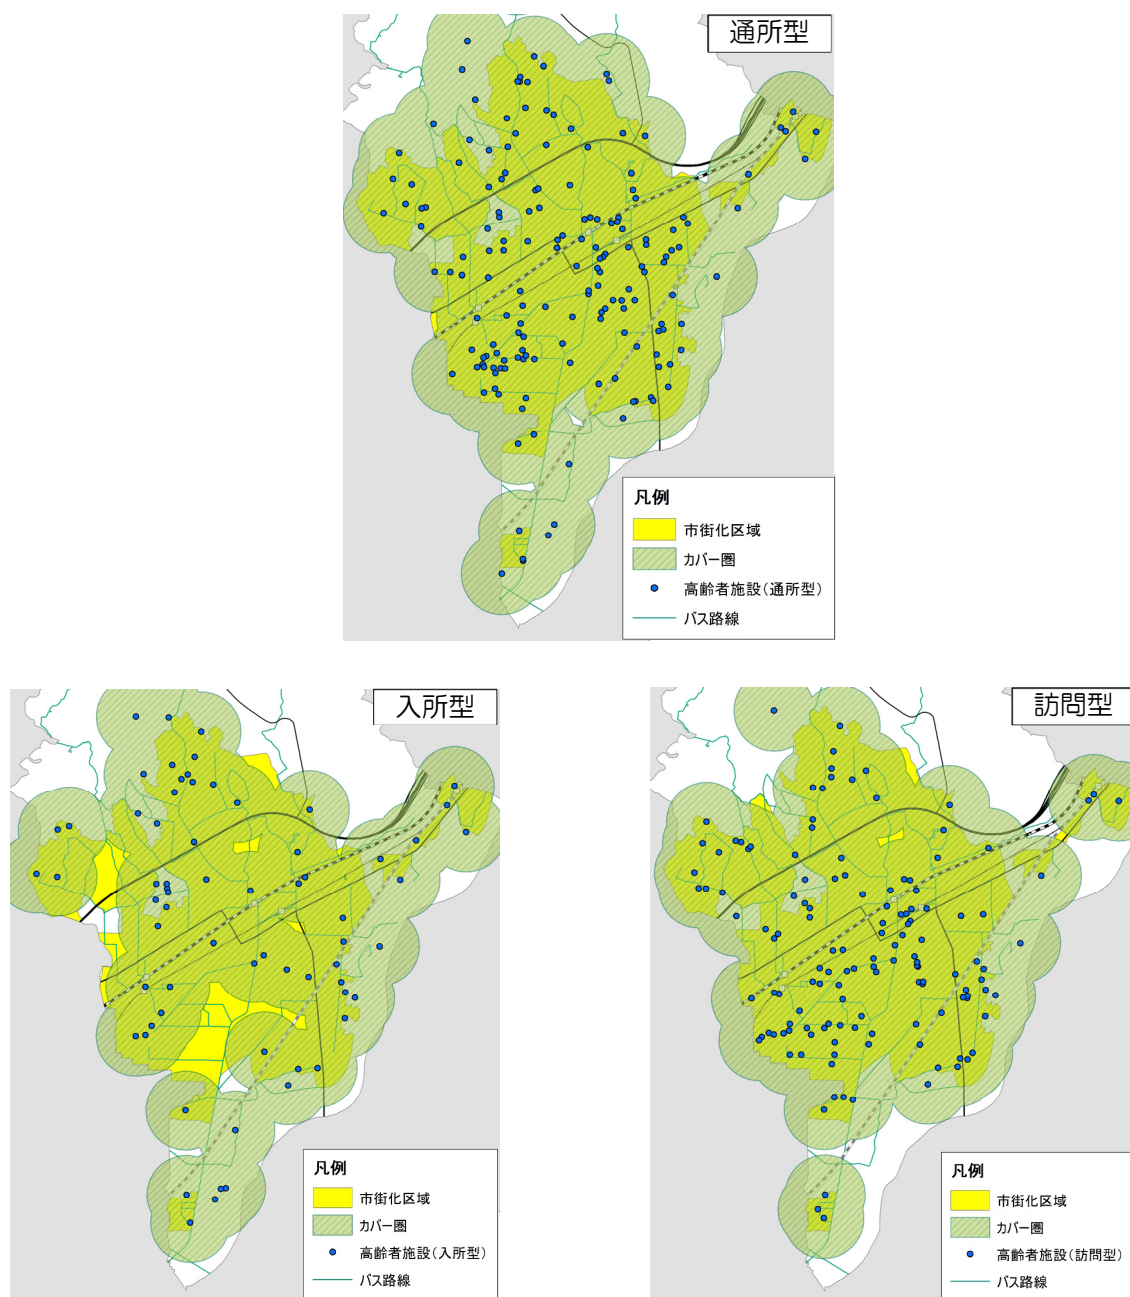 通所型
凡例
市街化区域
カバー圏
高齢者施設(通所型)
バス路線
入所型
凡例
市街化区域
カバー圏
高齢者施設(入所型)
バス路線
訪問型
凡例
市街化区域
カバー圏
高齢者施設(訪問型)
バス路線